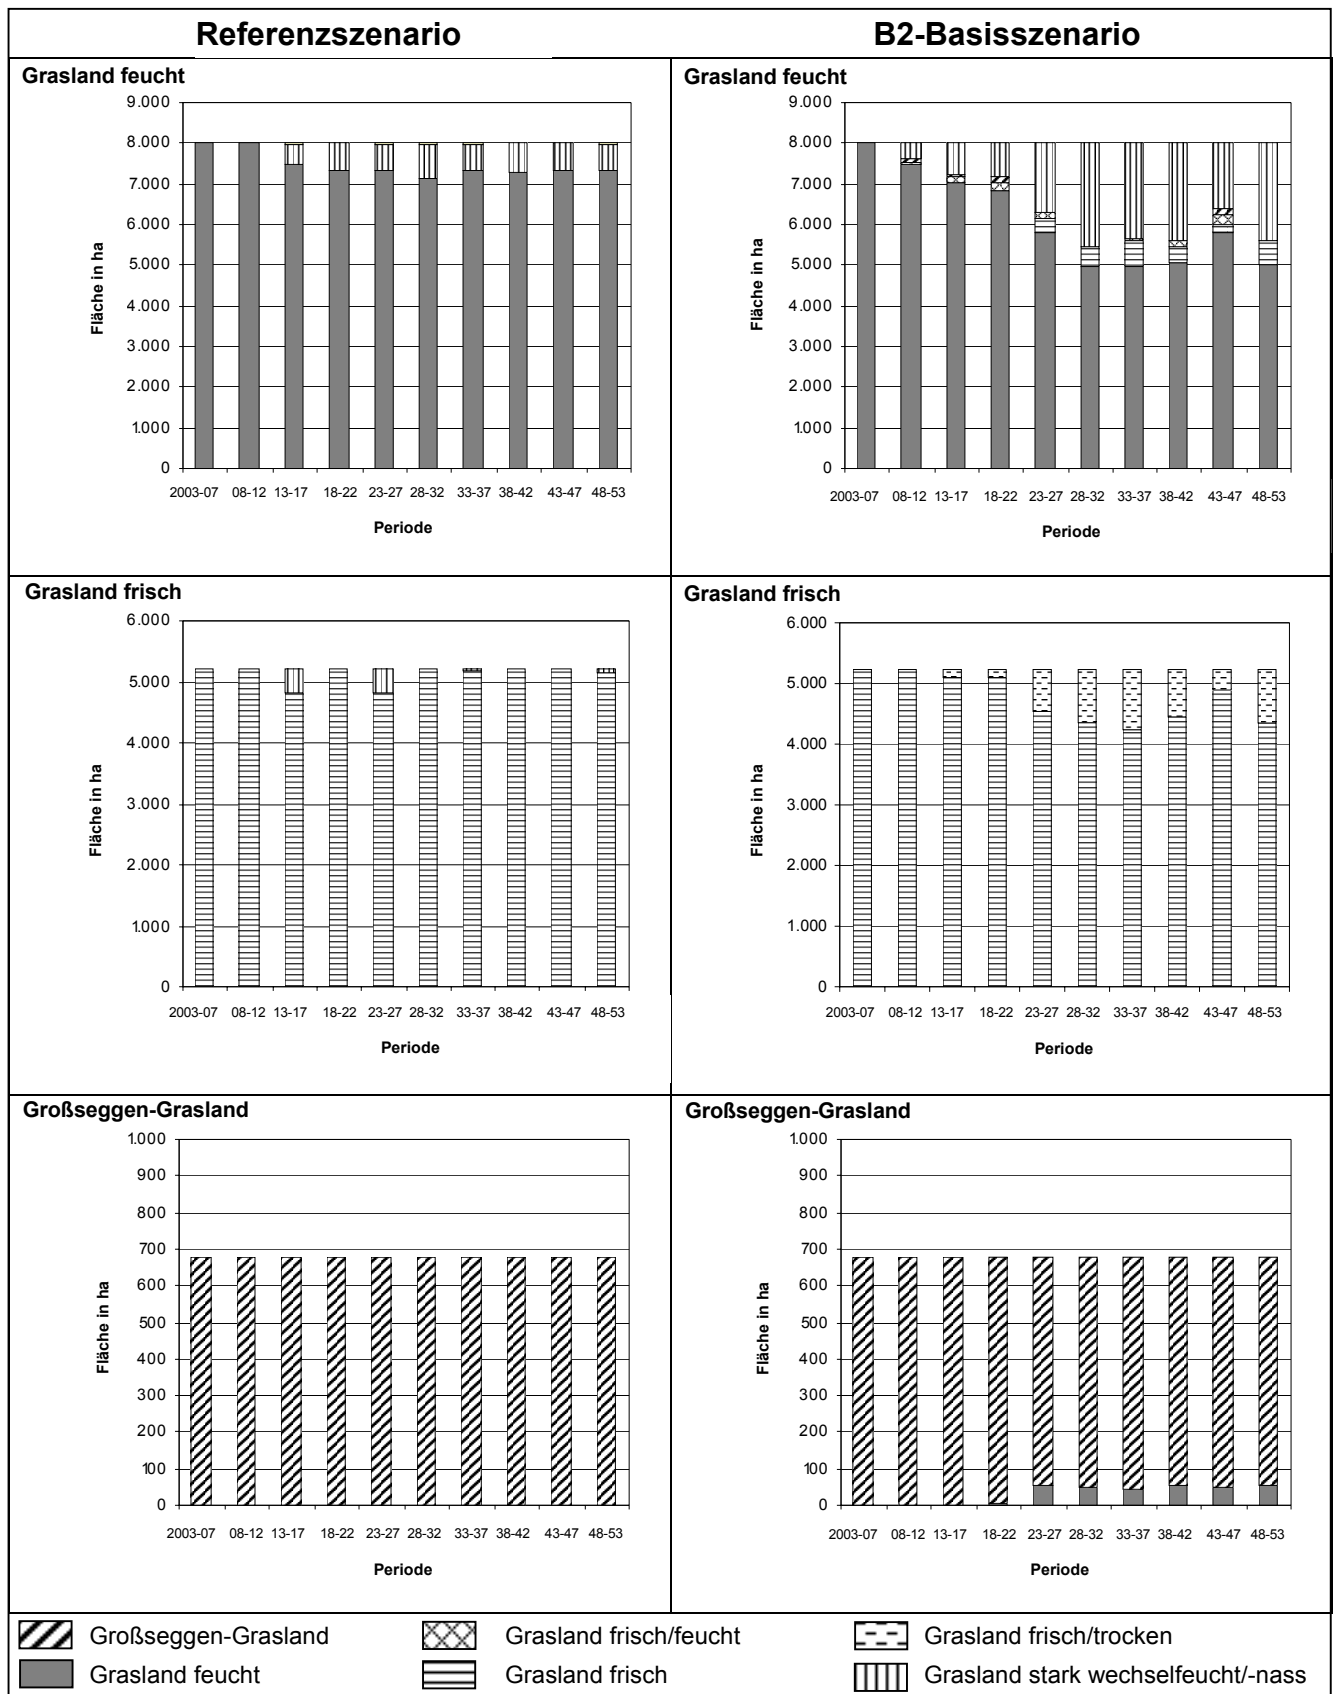 Referenzszenario
B2-Basisszenario
Grasland feucht
9.000
8.000
7.000
6.000
5.000
4.000
3.000
2.000
1.000
0
Fläche in ha
2003-07 08-12 13-17 18-22 23-27 28-32 33-37 38-42 43-47 48-53
Periode
Grasland feucht
9.000
8.000
7.000
6.000
5.000
4.000
3.000
2.000
1.000
0
Fläche in ha
2003-07 08-12 13-17 18-22 23-27 28-32 33-37 38-42 43-47 48-53
Periode
Grasland frisch
6.000
5.000
4.000
3.000
2.000
1.000
0
Fläche in ha
2003-07 08-12 13-17 18-22 23-27 28-32 33-37 38-42 43-47 48-53
Periode
Grasland frisch
6.000
5.000
4.000
3.000
2.000
1.000
0
Fläche in ha
2003-07 08-12 13-17 18-22 23-27 28-32 33-37 38-42 43-47 48-53
Periode
Großseggen-Grasland
1.000
900
800
700
600
500
400
300
200
100
0
Fläche in ha
2003-07 08-12 13-17 18-22 23-27 28-32 33-37 38-42 43-47 48-53
Periode
Großseggen-Grasland
1.000
900
800
700
600
500
400
300
200
100
0
Fläche in ha
2003-07 08-12 13-17 18-22 23-27 28-32 33-37 38-42 43-47 48-53
Periode
Großseggen-Grasland
Grasland frisch/feucht
Grasland frisch/trocken
Grasland feucht
Grasland frisch
Grasland stark wechselfeucht/-nass